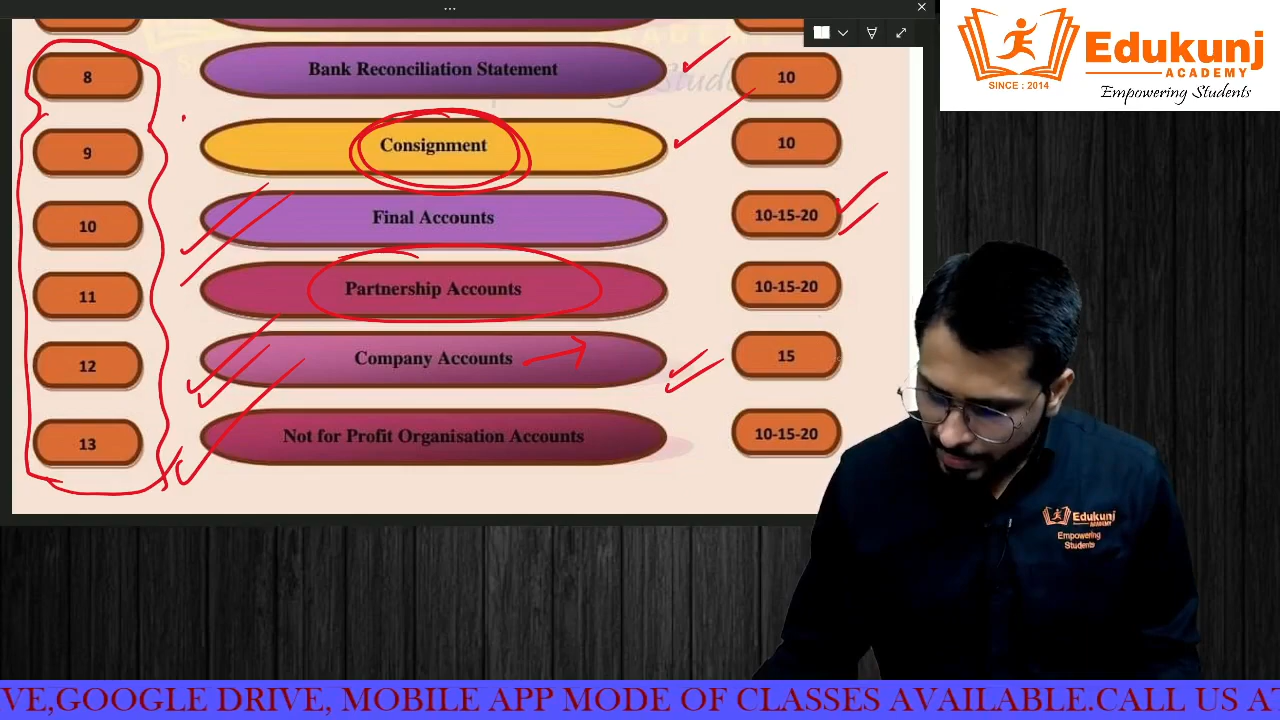 ...
8 Bank Reconciliation Statement 10
9 Consignment 10
10 Final Accounts 10-15-20
11 Partnership Accounts 10-15-20
12 Company Accounts 15
13 Not for Profit Organisation Accounts 10-15-20
Edukunj
ACADEMY
SINCE : 2014
Empowering Students
Edukunj
ACADEMY
Empowering
Students
VE,GOOGLE DRIVE, MOBILE APP MODE OF CLASSES AVAILABLE.CALL US AT